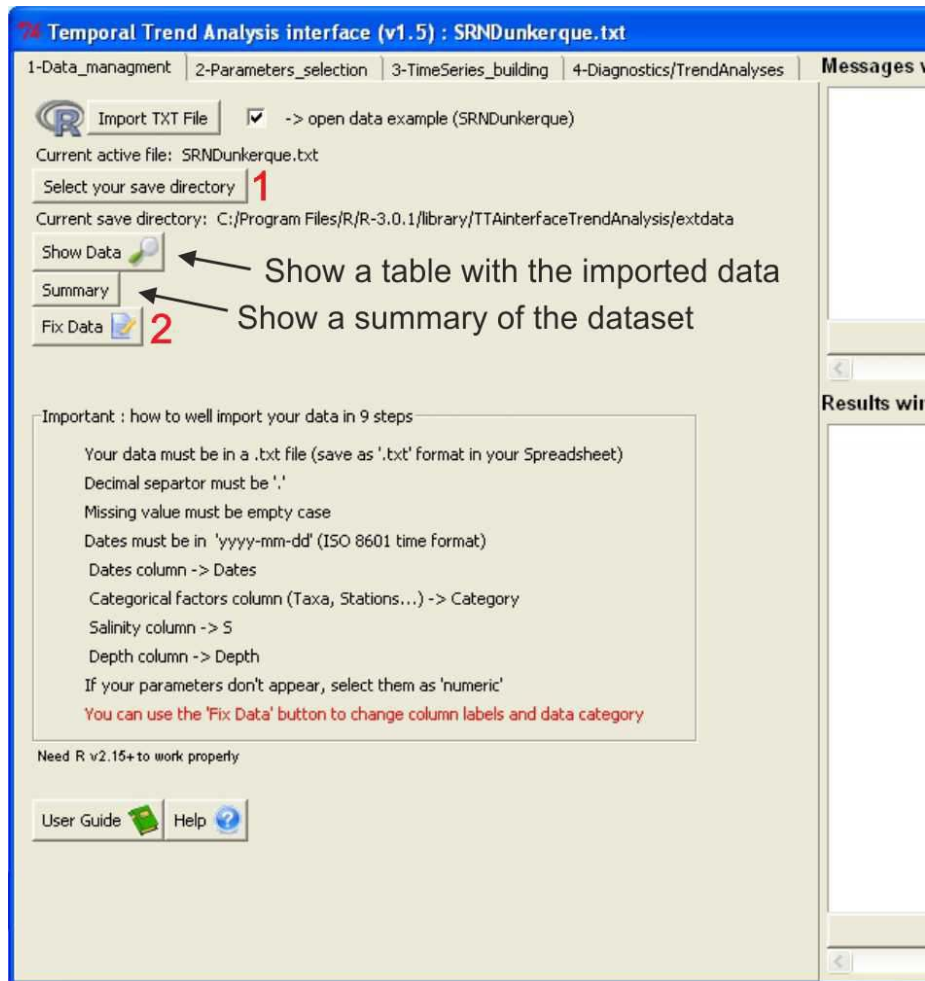 Temporal Trend Analysis interface (v1.5) : SRNDunkerque.txt
1-Data_managment 2-Parameters_selection 3-TimeSeries_building 4-Diagnostics/TrendAnalyses
Messages
Import TXT File -> open data example (SRNDunkerque)
Current active file: SRNDunkerque.txt
Select your save directory 1
Current save directory: C:/Program Files/R/R-3.0.1/library/TTAinterfaceTrendAnalysis/extdata
Show Data
Show a table with the imported data
Summary
Show a summary of the dataset
Fix Data 2
Results
Important : how to well import your data in 9 steps
Your data must be in a .txt file (save as '.txt' format in your Spreadsheet)
Decimal separtor must be '.'
Missing value must be empty case
Dates must be in 'yyyy-mm-dd' (ISO 8601 time format)
Dates column -> Dates
Categorical factors column (Taxa, Stations...) -> Category
Salinity column -> S
Depth column -> Depth
If your parameters don't appear, select them as 'numeric'
You can use the 'Fix Data' button to change column labels and data category
Need R v2.15+ to work properly
User Guide Help